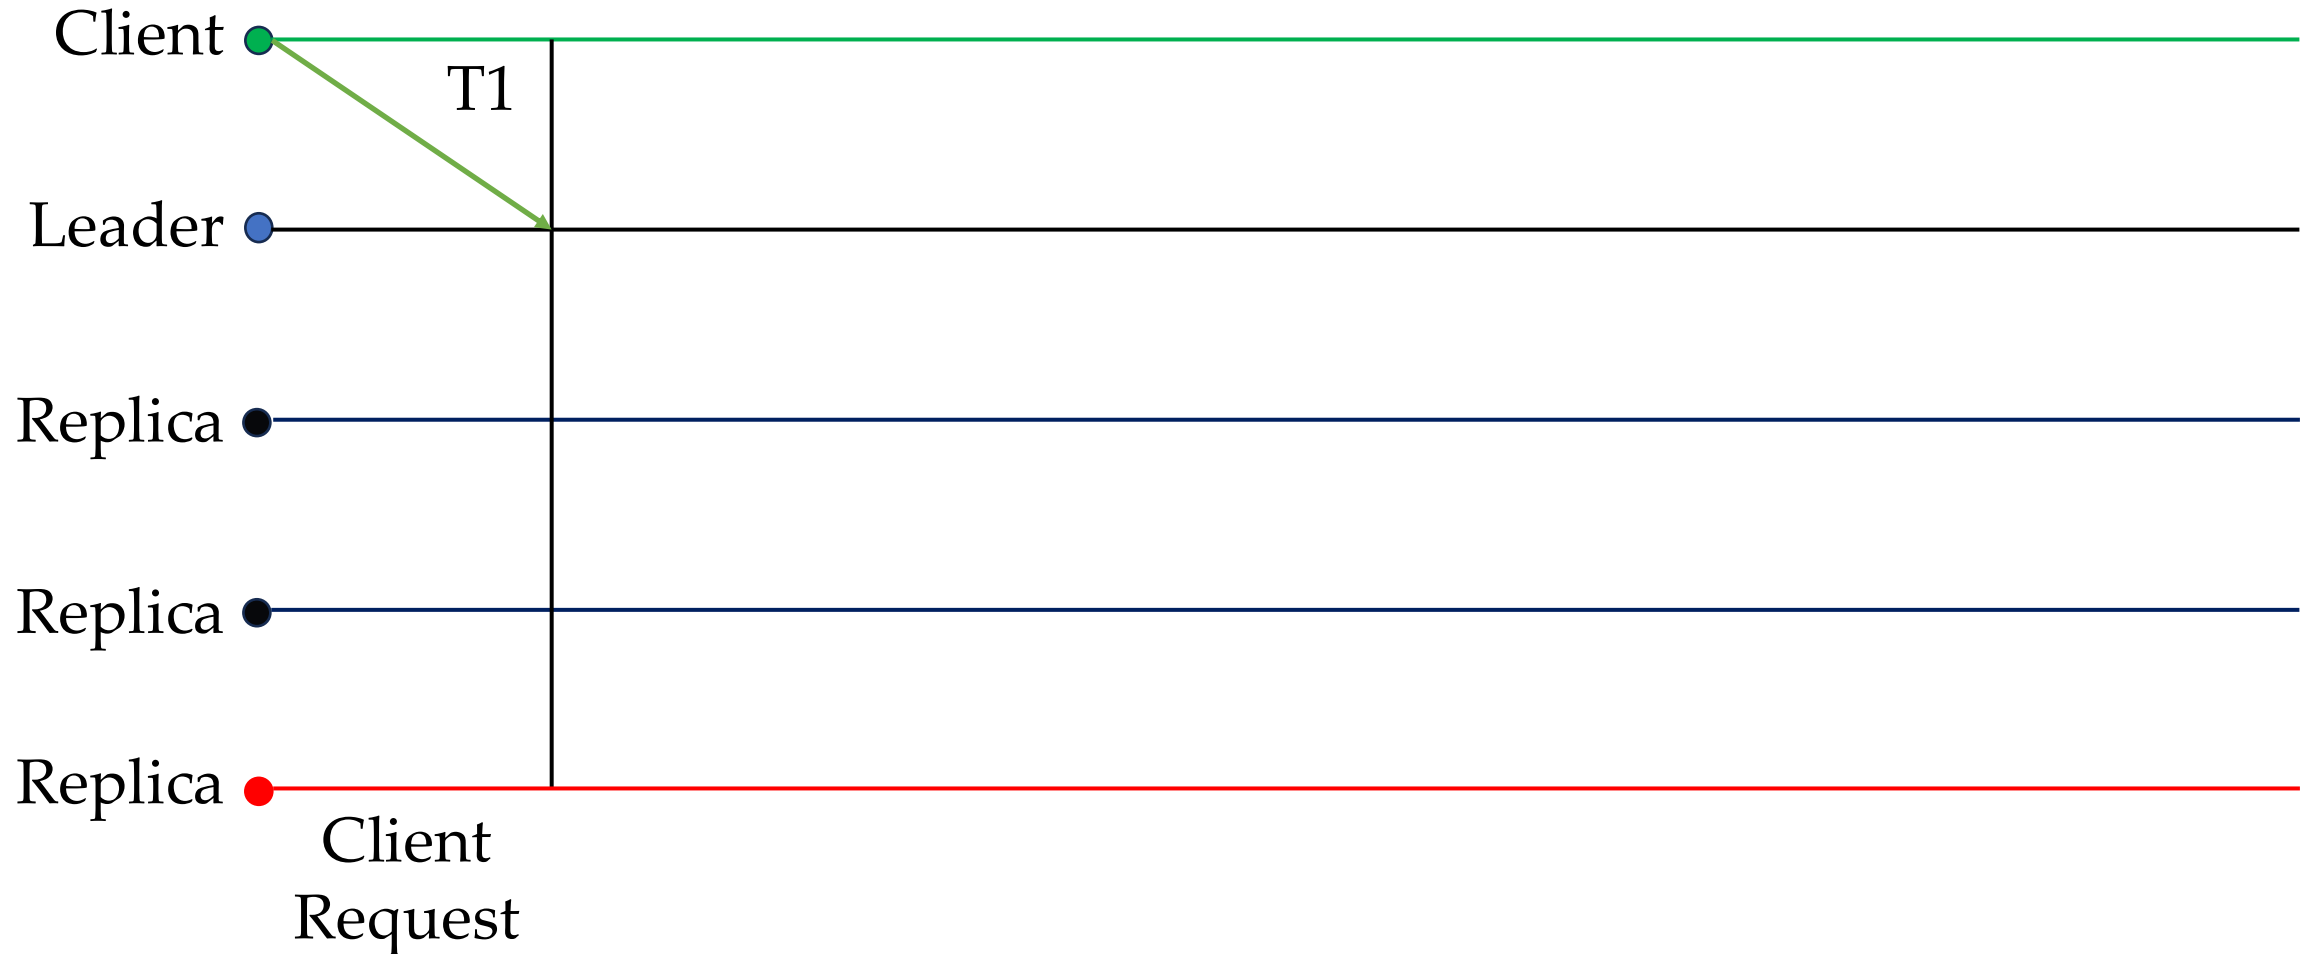 Client
T1
Leader
Replica
Replica
Replica
Client
Request